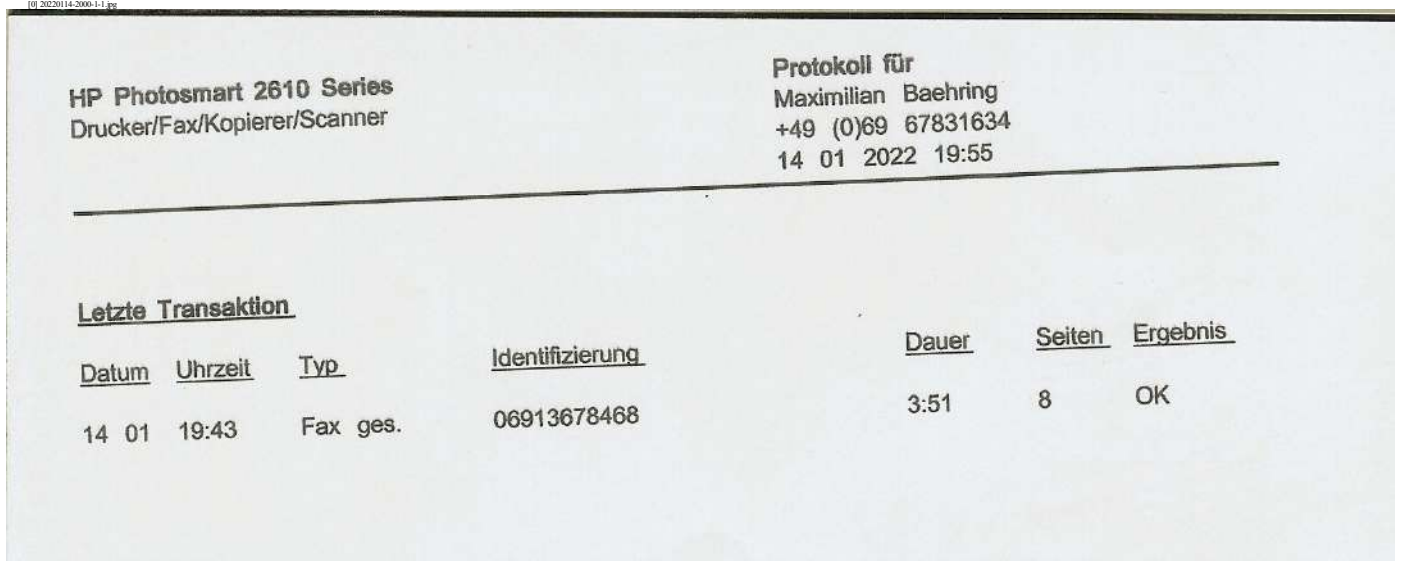 [0] 20220114-2000-1-1.jpg
HP Photosmart 2610 Series
Drucker/Fax/Kopierer/Scanner
Protokoll für
Maximilian Baehring
+49 (0)69 67831634
14 01 2022 19:55
Letzte Transaktion
Datum Uhrzeit Typ Identifizierung Dauer Seiten Ergebnis
14 01 19:43 Fax ges. 06913678468 3:51 8 OK